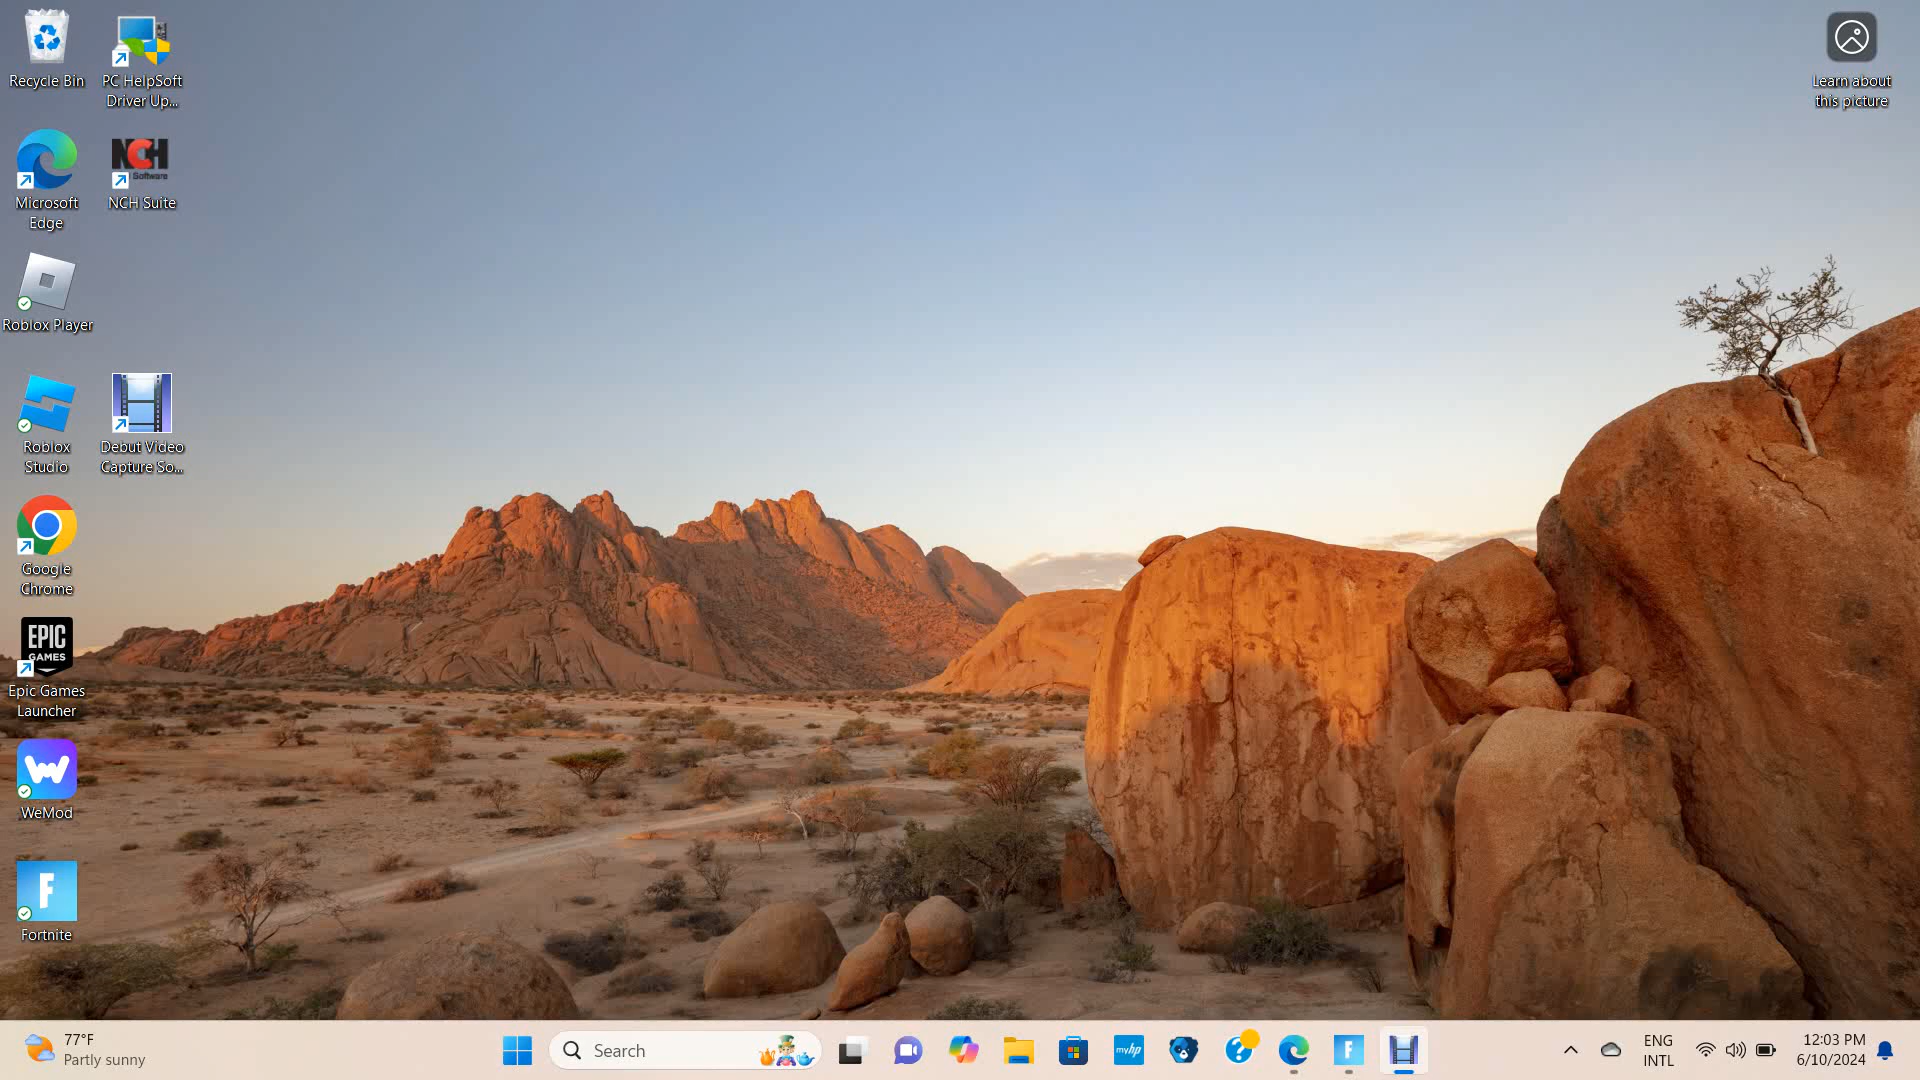 Recycle Bin
PC HelpSoft
Driver Up...
Microsoft
Edge
NCH
Software
NCH Suite
Roblox Player
Roblox
Studio
Debut Video
Capture So...
Google
Chrome
EPIC
GAMES
Epic Games
Launcher
WeMod
F
Fortnite
Learn about
this picture
77°F
Partly sunny
Search
myhp
F
ENG
INTL
12:03 PM
6/10/2024